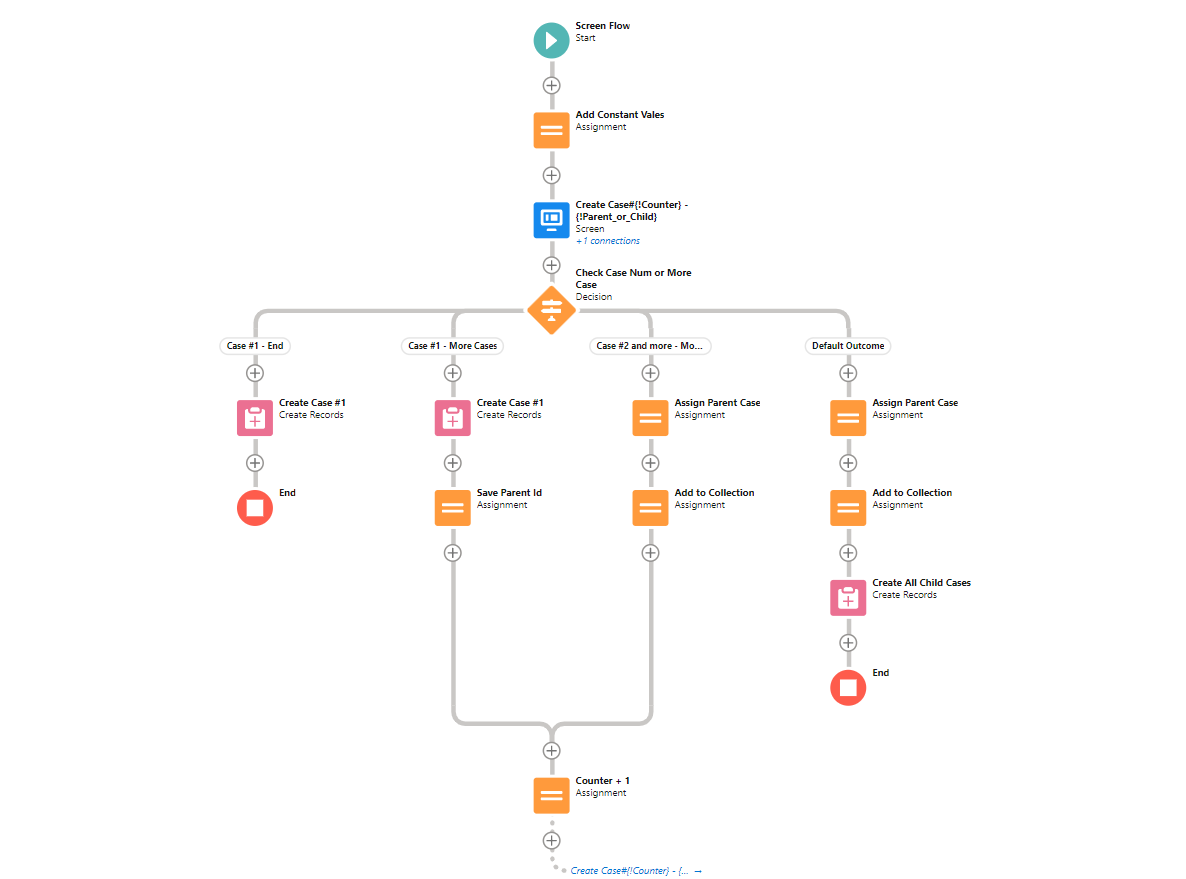 Screen Flow
Start
Add Constant Vales
Assignment
Create Case#{!Counter} -
{!Parent_or_Child}
Screen
+1 connections
Check Case Num or More
Case
Decision
Case #1 - End
Case #1 - More Cases
Case #2 and more - Mo...
Default Outcome
Create Case #1
Create Records
Create Case #1
Create Records
Assign Parent Case
Assignment
Assign Parent Case
Assignment
End
Save Parent Id
Assignment
Add to Collection
Assignment
Add to Collection
Assignment
Create All Child Cases
Create Records
End
Counter + 1
Assignment
Create Case#{!Counter} - {... →